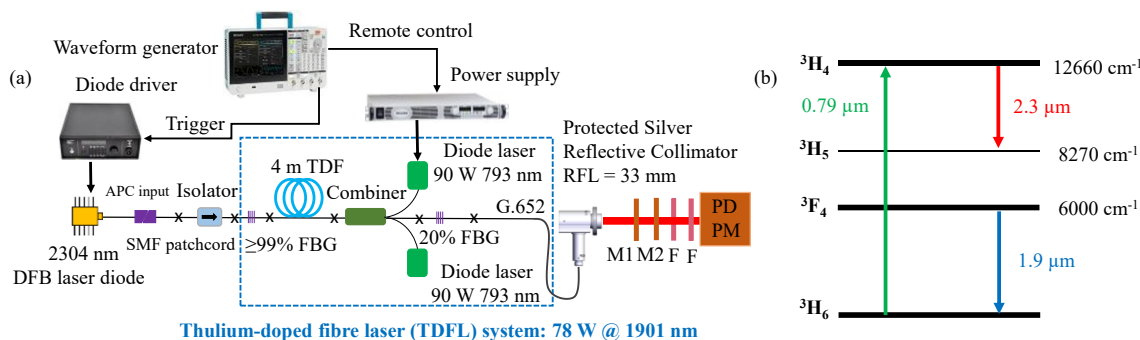 (a)
Waveform generator
Remote control
Diode driver
Power supply
Trigger
4 m TDF
Combiner
Diode laser
90 W 793 nm
Protected Silver
Reflective Collimator
RFL = 33 mm
APC input
Isolator
G.652
PD
PM
2304 nm
DFB laser diode
SMF patchcord
≥99% FBG
20% FBG
Diode laser
90 W 793 nm
M1 M2 F F
Thulium-doped fibre laser (TDFL) system: 78 W @ 1901 nm
(b)
³H₄
12660 cm⁻¹
0.79 µm
2.3 µm
³H₅
8270 cm⁻¹
³F₄
6000 cm⁻¹
1.9 µm
³H₆